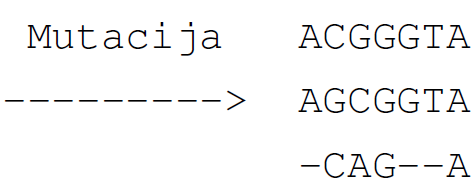 Mutacija ACGGGTA
---------> AGCGGTA
-CAG--A